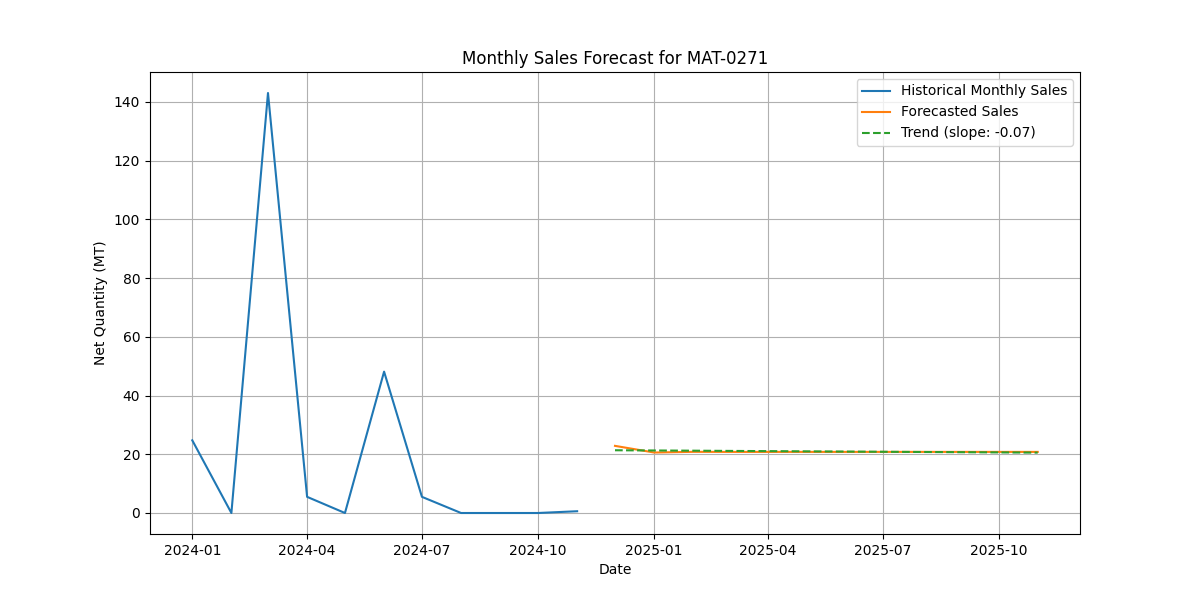 Monthly Sales Forecast for MAT-0271
Historical Monthly Sales
Forecasted Sales
Trend (slope: -0.07)
Net Quantity (MT)
140
120
100
80
60
40
20
0
2024-01 2024-04 2024-07 2024-10 2025-01 2025-04 2025-07 2025-10
Date